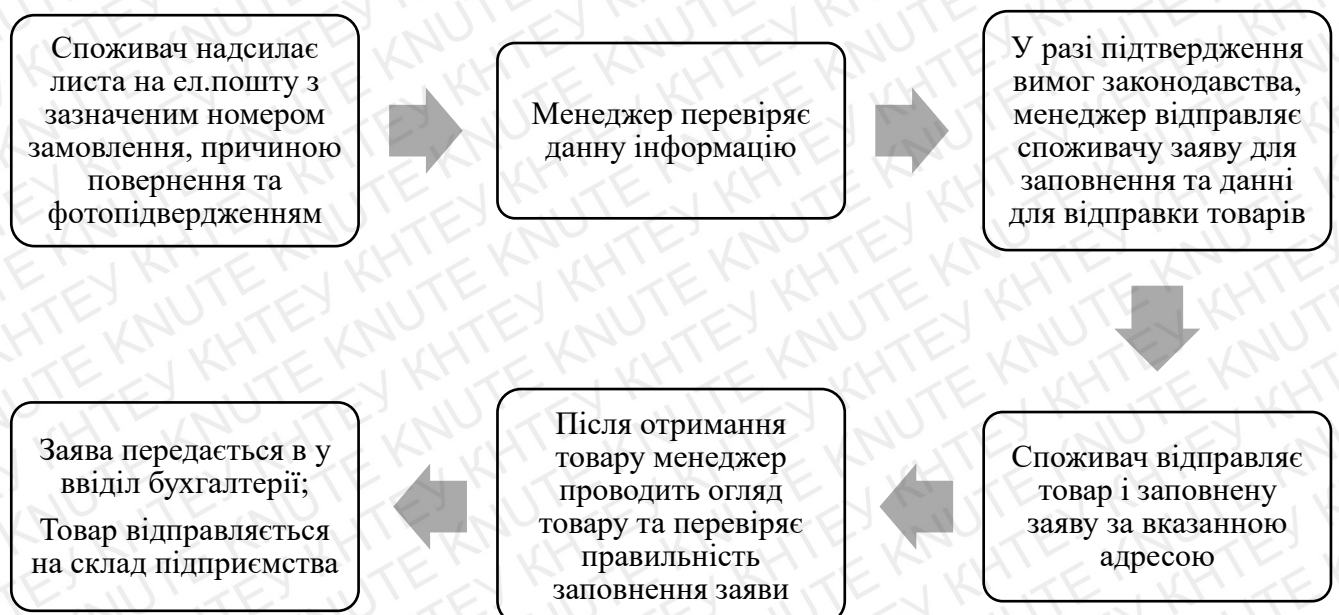 Споживач надсилає
листа на ел.пошту з
зазначеним номером
замовлення, причиною
повернення та
фотопідвердженням
Менеджер перевіряє
данну інформацію
У разі підтвердження
вимог законодавства,
менеджер відправляє
споживачу заяву для
заповнення та данні
для відправки товарів
Споживач відправляє
товар і заповнену
заяву за вказанною
адресою
Після отримання
товару менеджер
проводить огляд
товару та перевіряє
правильність
заповнення заяви
Заява передається в у
ввіділ бухгалтерії;
Товар відправляється
на склад підприємства